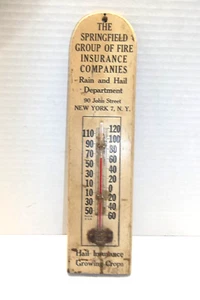 THE
SPRINGFIELD
GROUP OF FIRE
INSURANCE
COMPANIES
Rain and Hail
Department
90 John Street
NEW YORK 7, N. Y.
110 120
90 100
70 80
50 60
30 40
10 20
10 0
30 20
50 40
60
Hail Insurance
Growing Crops